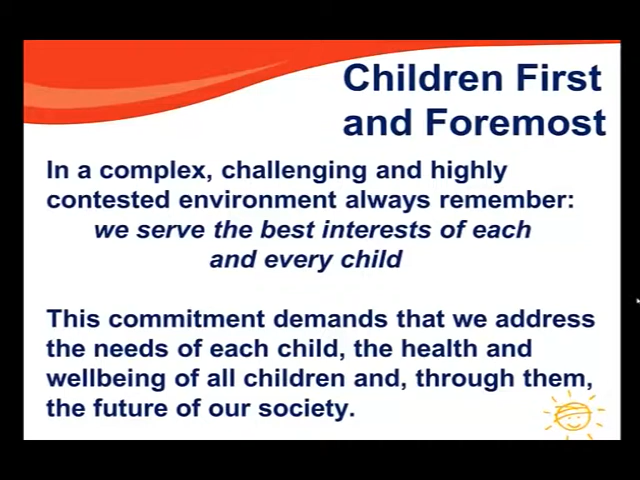 Children First
and Foremost
In a complex, challenging and highly
contested environment always remember:
we serve the best interests of each
and every child
This commitment demands that we address
the needs of each child, the health and
wellbeing of all children and, through them,
the future of our society.